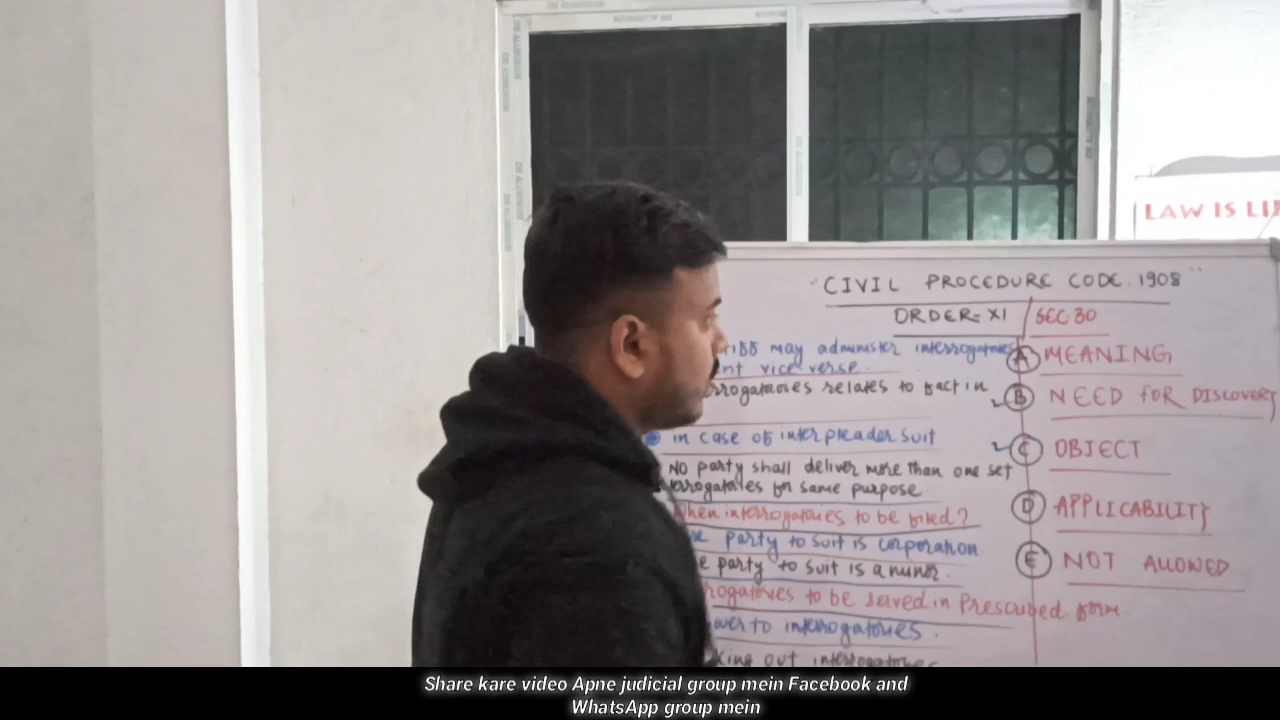 LAW IS LI
"CIVIL PROCEDURE CODE. 1908"
ORDER=XI / SEC 30
may administer interrogatories
vice verse.
relates to fact in
in case of interpleader suit
NO party shall deliver more than one set
for same purpose.
interrogatories to be filed?
party to suit is corporation
party to suit is a minor.
to be served in Prescribed form
to interrogatories.
out interrogatories
A MEANING
B NEED FOR DISCOVERY
C OBJECT
D APPLICABILITY
E NOT ALLOWED
Share kare video Apne judicial group mein Facebook and
WhatsApp group mein